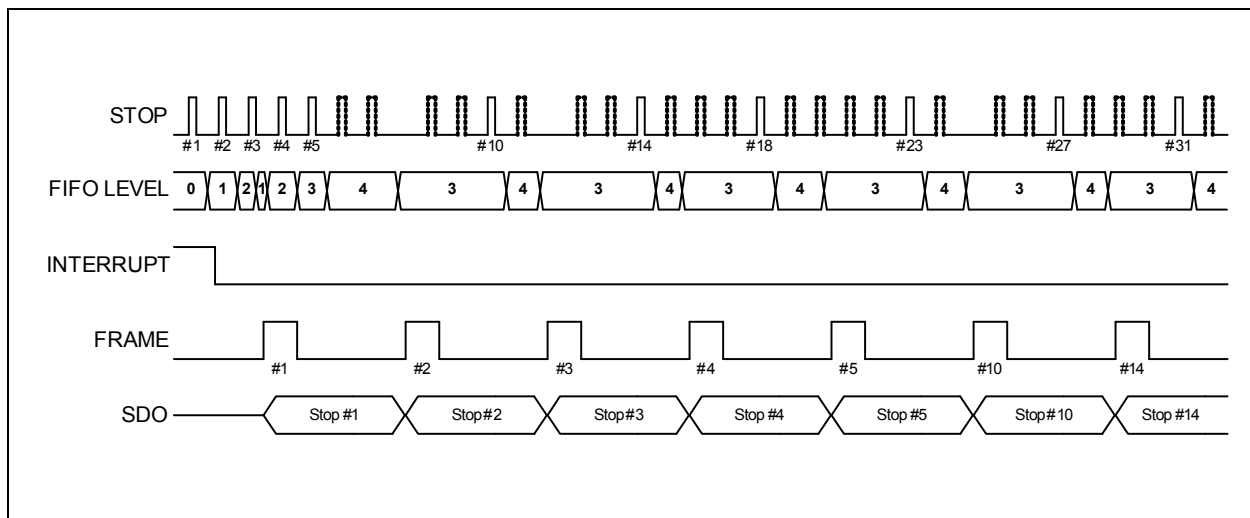 STOP
#1 #2 #3 #4 #5 #10 #14 #18 #23 #27 #31
FIFO LEVEL 0 1 2 1 2 3 4 3 4 3 4 3 4 3 4 3 4 3 4
INTERRUPT
FRAME
#1 #2 #3 #4 #5 #10 #14
SDO Stop #1 Stop #2 Stop #3 Stop #4 Stop #5 Stop # 10 Stop #14